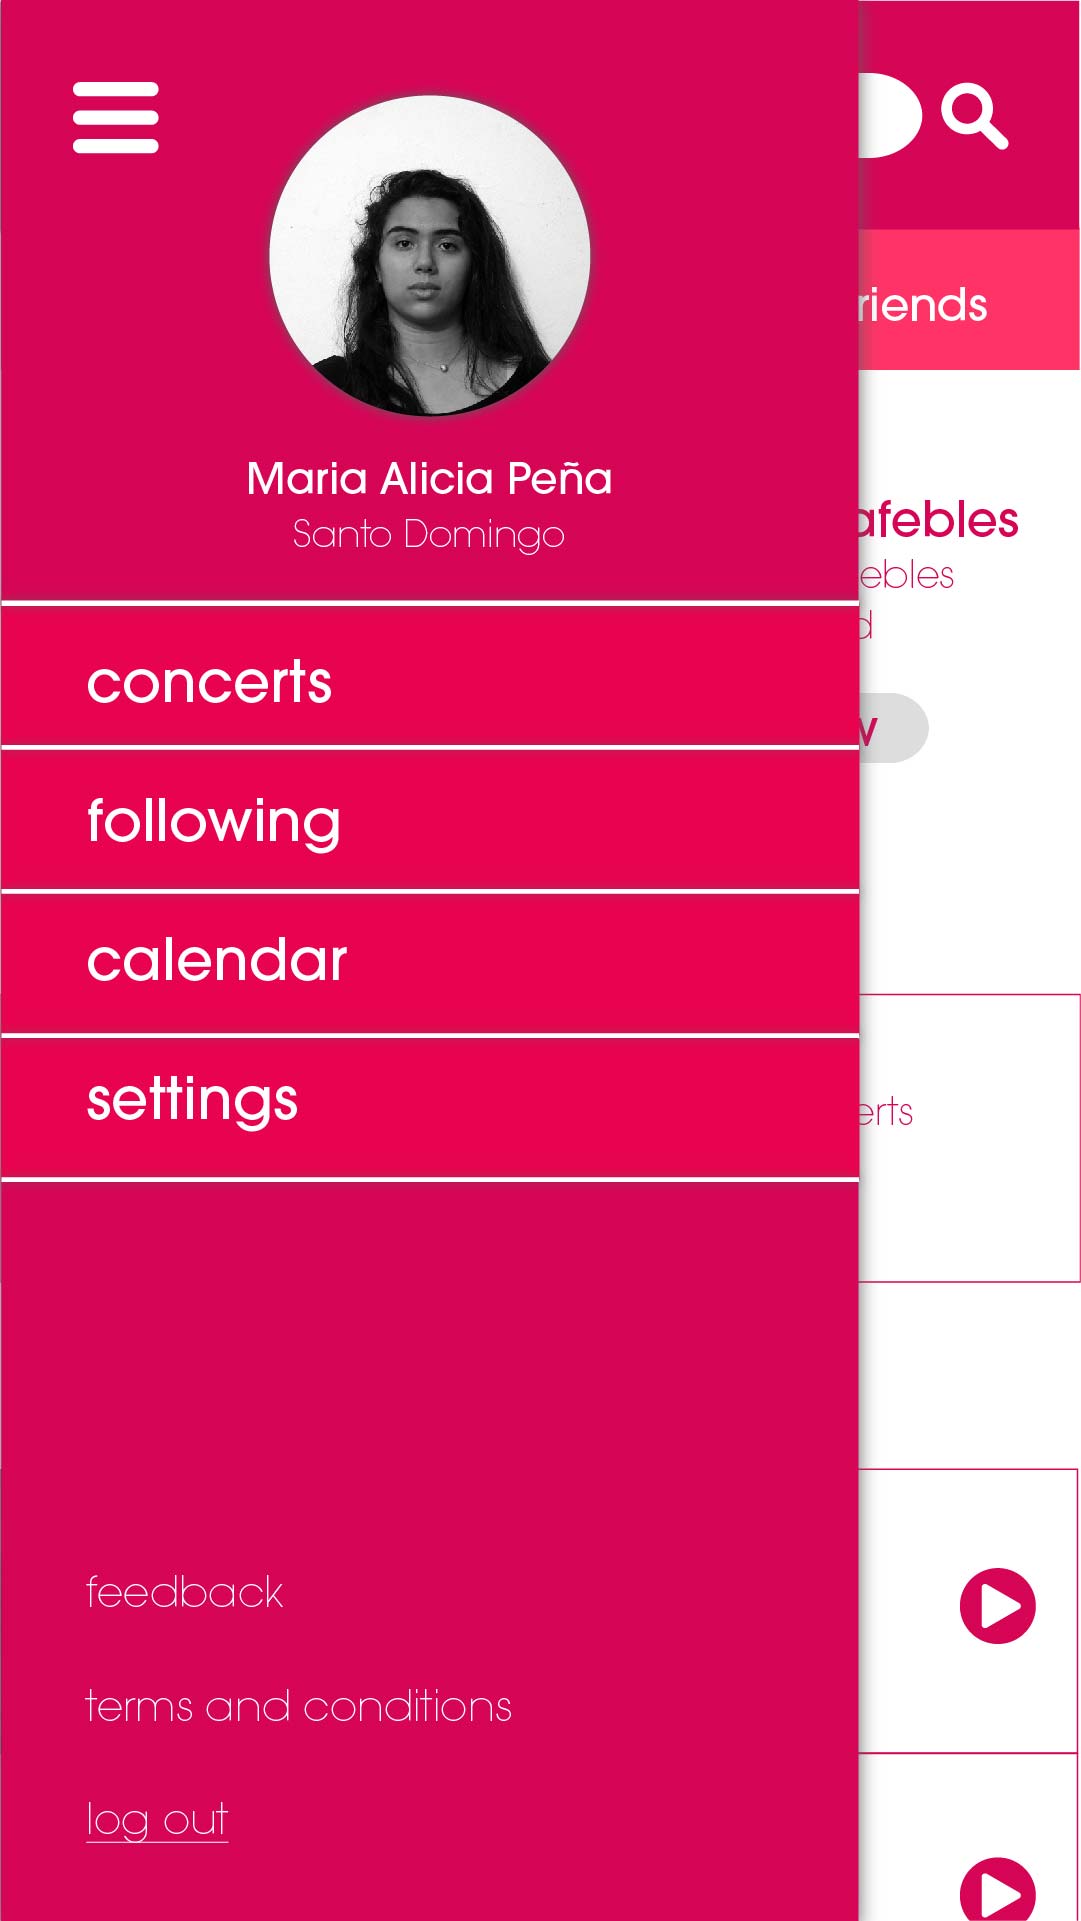 riends
Maria Alicia Peña
Santo Domingo
afebles
ebles
d
concerts
w
following
calendar
settings
erts
feedback
terms and conditions
log out